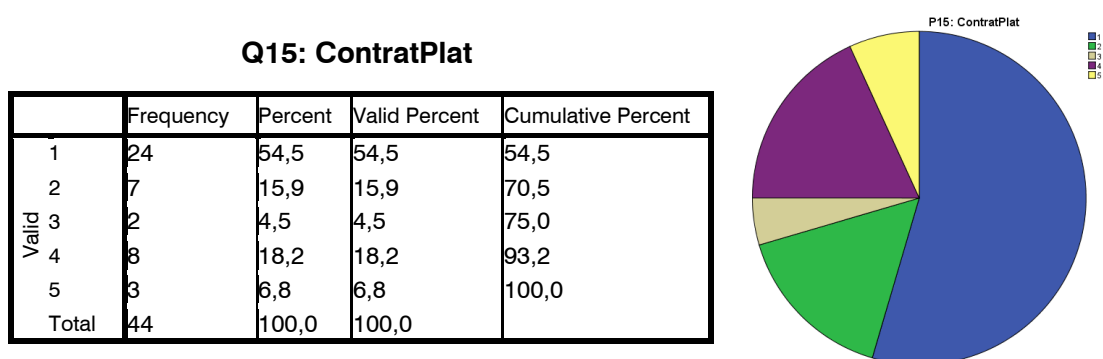 Q15: ContratPlat
Frequency Percent Valid Percent Cumulative Percent
Valid
1 24 54,5 54,5 54,5
2 7 15,9 15,9 70,5
3 2 4,5 4,5 75,0
4 8 18,2 18,2 93,2
5 3 6,8 6,8 100,0
Total 44 100,0 100,0
P15: ContratPlat
1
2
3
4
5